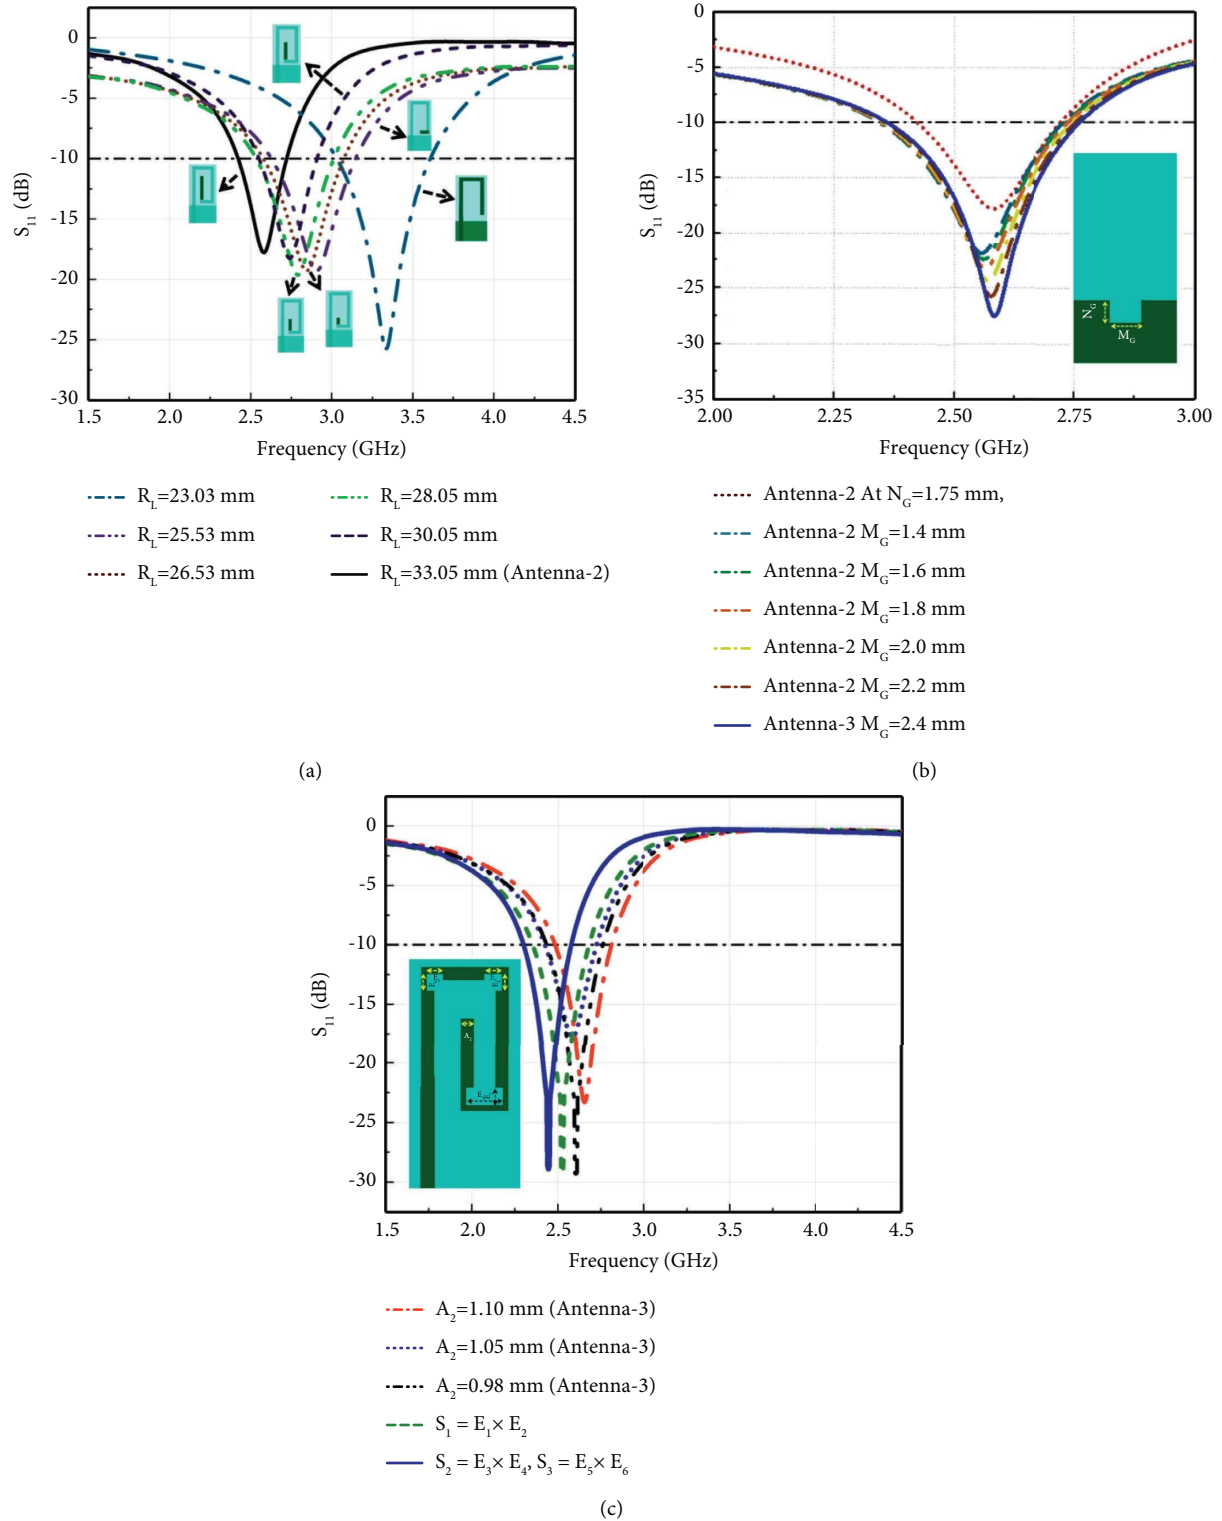 (a)
0
-5
-10
-15
-20
-25
-30
S11 (dB)
1.5 2.0 2.5 3.0 3.5 4.0 4.5
Frequency (GHz)
RL=23.03 mm
RL=25.53 mm
RL=26.53 mm
RL=28.05 mm
RL=30.05 mm
RL=33.05 mm (Antenna-2)
(b)
0
-5
-10
-15
-20
-25
-30
-35
S11 (dB)
NG
MG
2.00 2.25 2.50 2.75 3.00
Frequency (GHz)
Antenna-2 At NG=1.75 mm,
Antenna-2 MG=1.4 mm
Antenna-2 MG=1.6 mm
Antenna-2 MG=1.8 mm
Antenna-2 MG=2.0 mm
Antenna-2 MG=2.2 mm
Antenna-3 MG=2.4 mm
0
-5
-10
-15
-20
-25
-30
S11 (dB)
A2
1.5 2.0 2.5 3.0 3.5 4.0 4.5
Frequency (GHz)
A2=1.10 mm (Antenna-3)
A2=1.05 mm (Antenna-3)
A2=0.98 mm (Antenna-3)
S1 = E1× E2
S2 = E3× E4, S3 = E5× E6
(c)